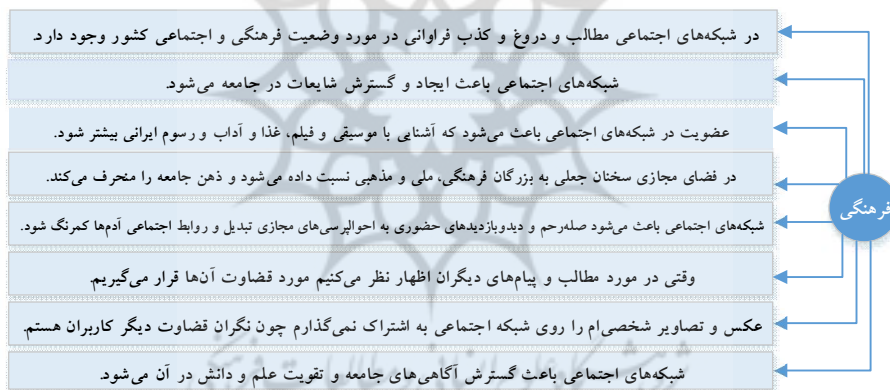 در شبکه‌های اجتماعی مطالب و دروغ و کذب فراوانی در مورد وضعیت فرهنگی و اجتماعی کشور وجود دارد.
شبکه‌های اجتماعی باعث ایجاد و گسترش شایعات در جامعه می‌شود.
عضویت در شبکه‌های اجتماعی باعث می‌شود که آشنایی با موسیقی و فیلم، غذا و آداب و رسوم ایرانی بیشتر شود.
در فضای مجازی سخنان جعلی به بزرگان فرهنگی، ملی و مذهبی نسبت داده می‌شود و ذهن جامعه را منحرف می‌کند.
فرهنگی
شبکه‌های اجتماعی باعث می‌شود صله‌رحم و دیدوبازدیدهای حضوری به احوالپرسی‌های مجازی تبدیل و روابط اجتماعی آدم‌ها کمرنگ شود.
وقتی در مورد مطالب و پیام‌های دیگران اظهار نظر می‌کنیم مورد قضاوت آن‌ها قرار می‌گیریم.
عکس و تصاویر شخصی‌ام را روی شبکه اجتماعی به اشتراک نمی‌گذارم چون نگران قضاوت دیگر کاربران هستم.
شبکه‌های اجتماعی باعث گسترش آگاهی‌های جامعه و تقویت علم و دانش در آن می‌شود.